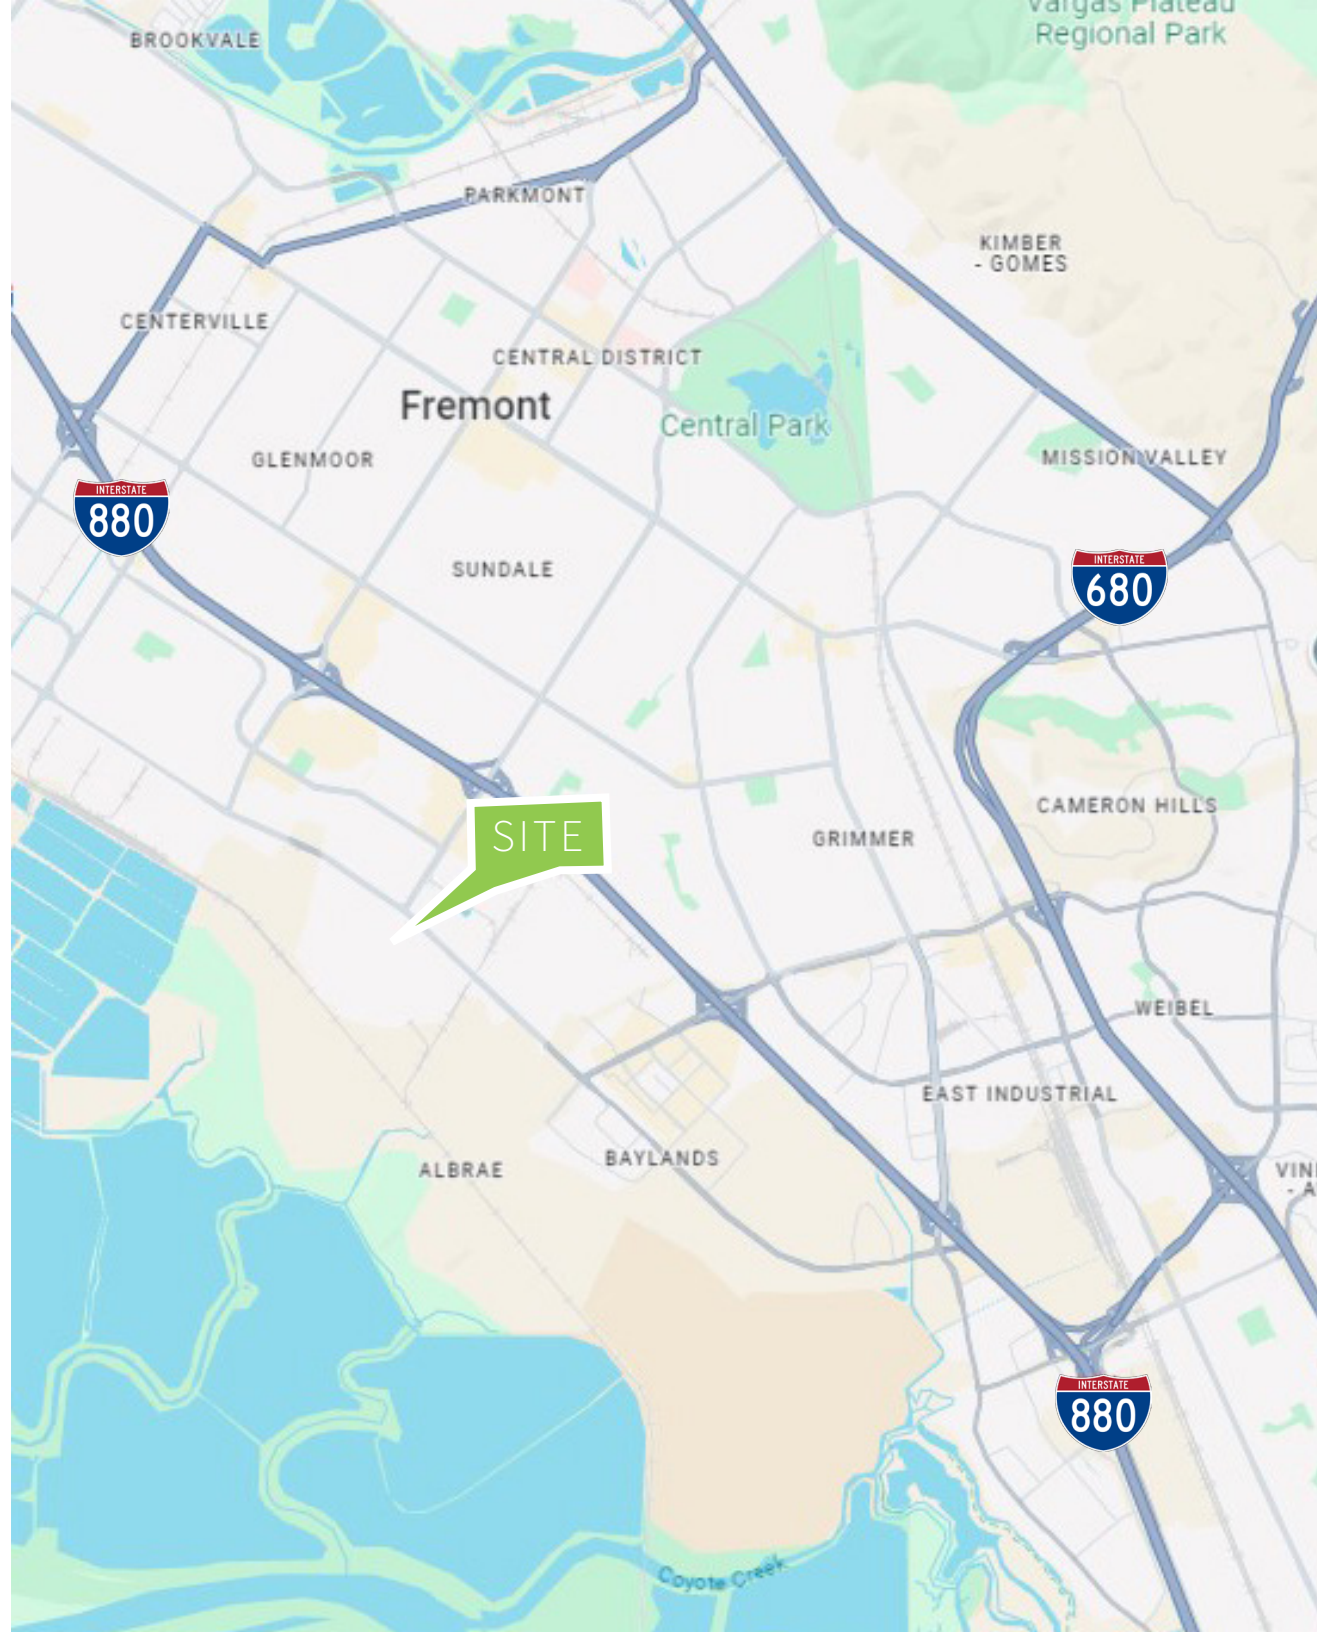 Vargas Plateau
Regional Park
BROOKVALE
PARKMONT
KIMBER
- GOMES
CENTERVILLE
CENTRAL DISTRICT
Fremont
Central Park
GLENMOOR
MISSION VALLEY
INTERSTATE
880
SUNDALE
INTERSTATE
680
CAMERON HILLS
SITE
GRIMMER
WEIBEL
EAST INDUSTRIAL
BAYLANDS
ALBRAE
VIN
- A
INTERSTATE
880
Coyote Creek